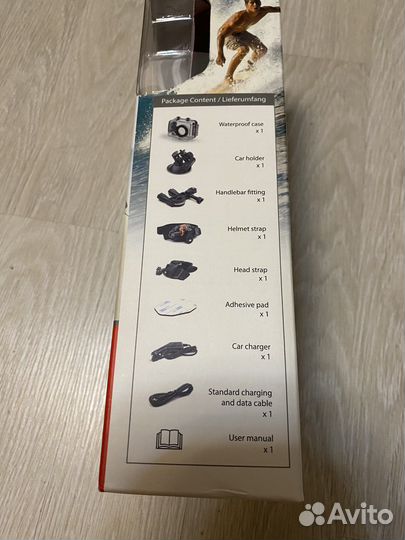 Package Content / Lieferumfang
Waterproof case
x 1
Car holder
x 1
Handlebar fitting
x 1
Helmet strap
x 1
Head strap
x 1
Adhesive pad
x 1
Car charger
x 1
Standard charging
and data cable
x 1
User manual
x 1
Avito